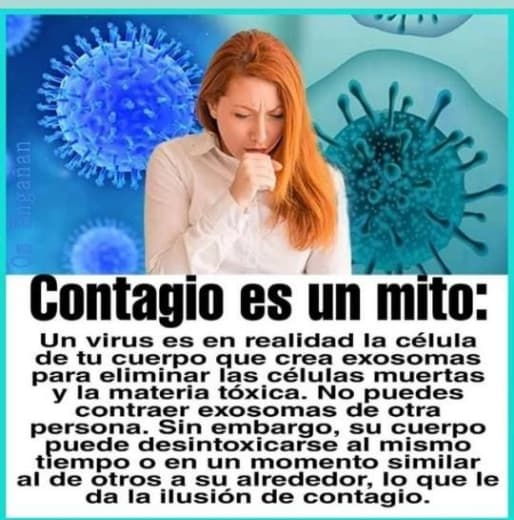 Os engañan
Contagio es un mito:
Un virus es en realidad la célula
de tu cuerpo que crea exosomas
para eliminar las células muertas
y la materia tóxica. No puedes
contraer exosomas de otra
persona. Sin embargo, su cuerpo
puede desintoxicarse al mismo
tiempo o en un momento similar
al de otros a su alrededor, lo que le
da la ilusión de contagio.